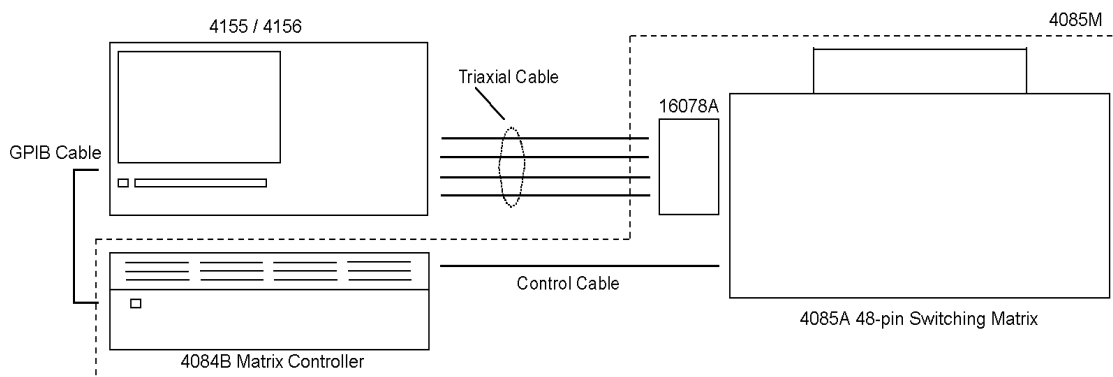 4155 / 4156
4085M
Triaxial Cable
16078A
GPIB Cable
Control Cable
4085A 48-pin Switching Matrix
4084B Matrix Controller